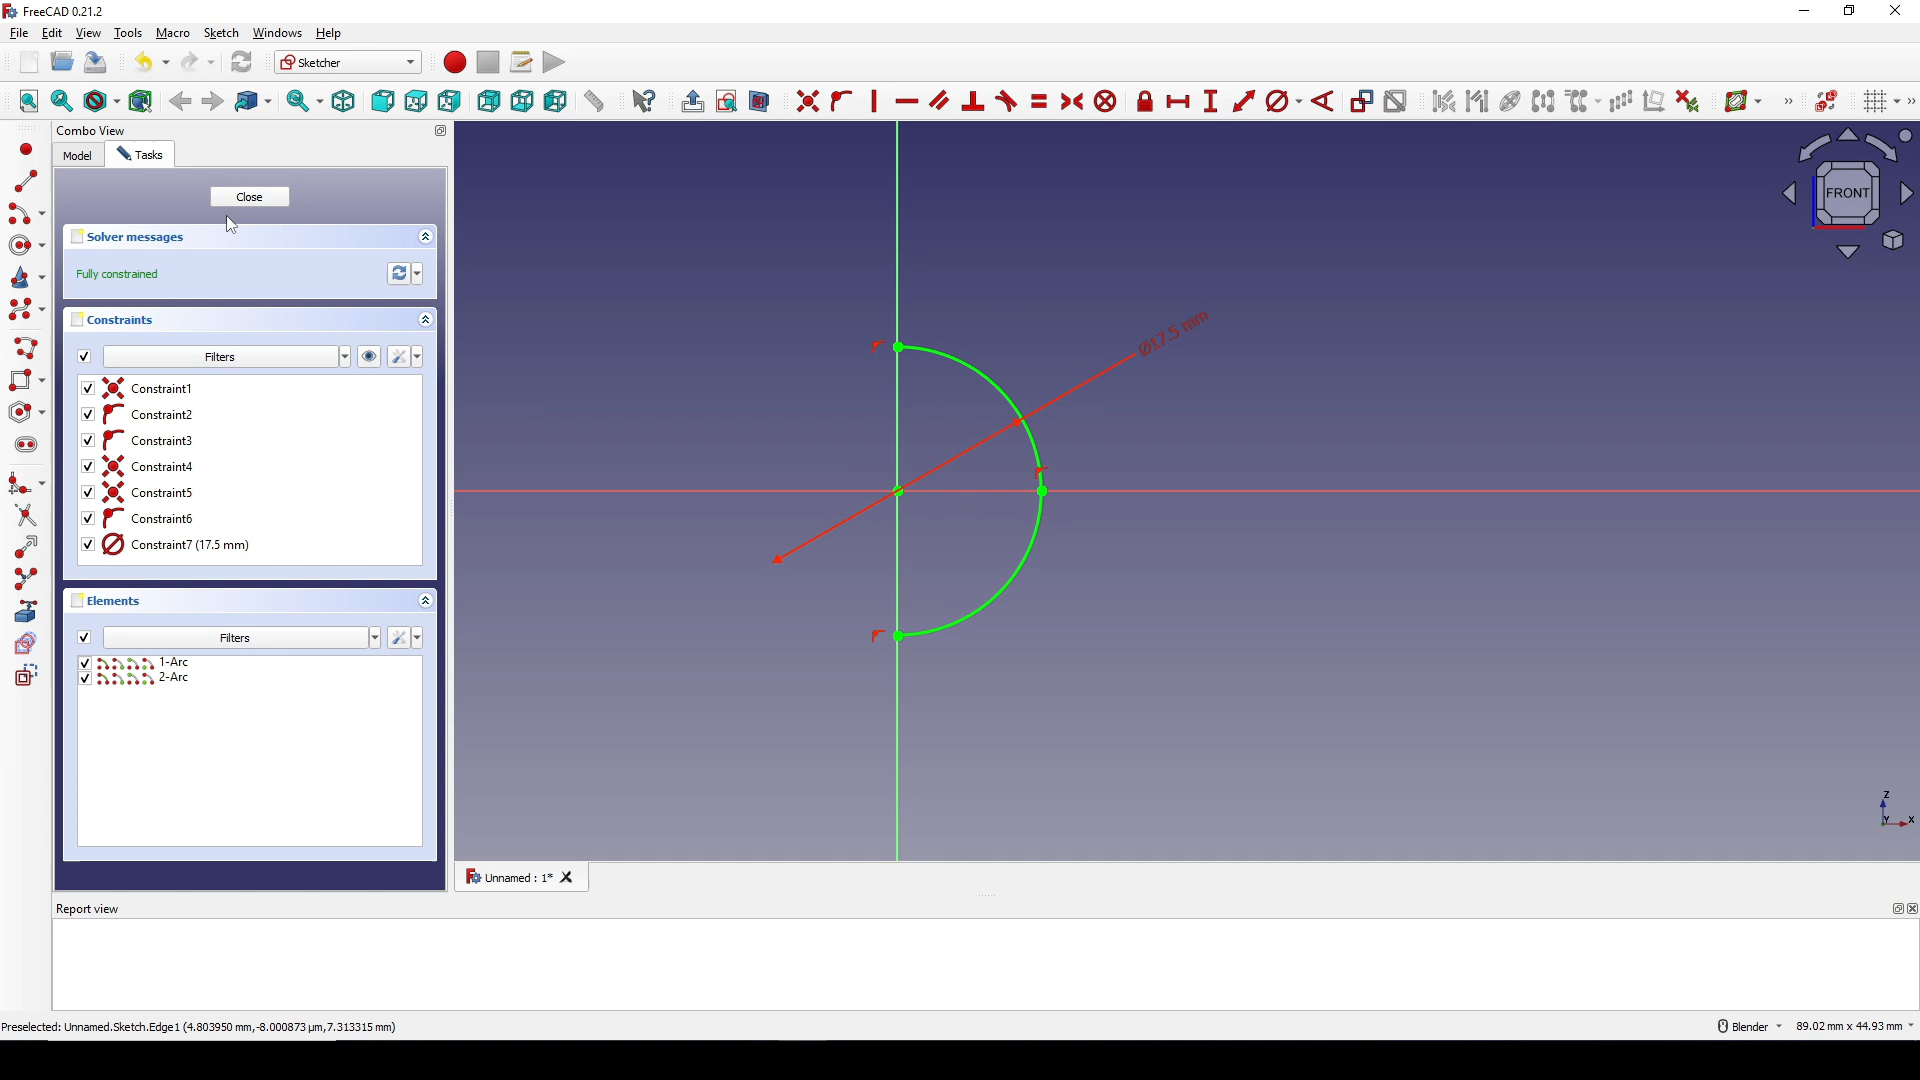 FreeCAD 0.21.2
File Edit View Tools Macro Sketch Windows Help
Sketcher
Combo View
Model Tasks
Close
Solver messages
Fully constrained
Constraints
Filters
Constraint1
Constraint2
Constraint3
Constraint4
Constraint5
Constraint6
Constraint7 (17.5 mm)
Elements
Filters
1-Arc
2-Arc
Ø17.5 mm
FRONT
Z
Y X
Unnamed : 1*
Report view
Preselected: Unnamed.Sketch.Edge1 (4.803950 mm,-8.000873 µm,7.313315 mm)
Blender 89.02 mm x 44.93 mm